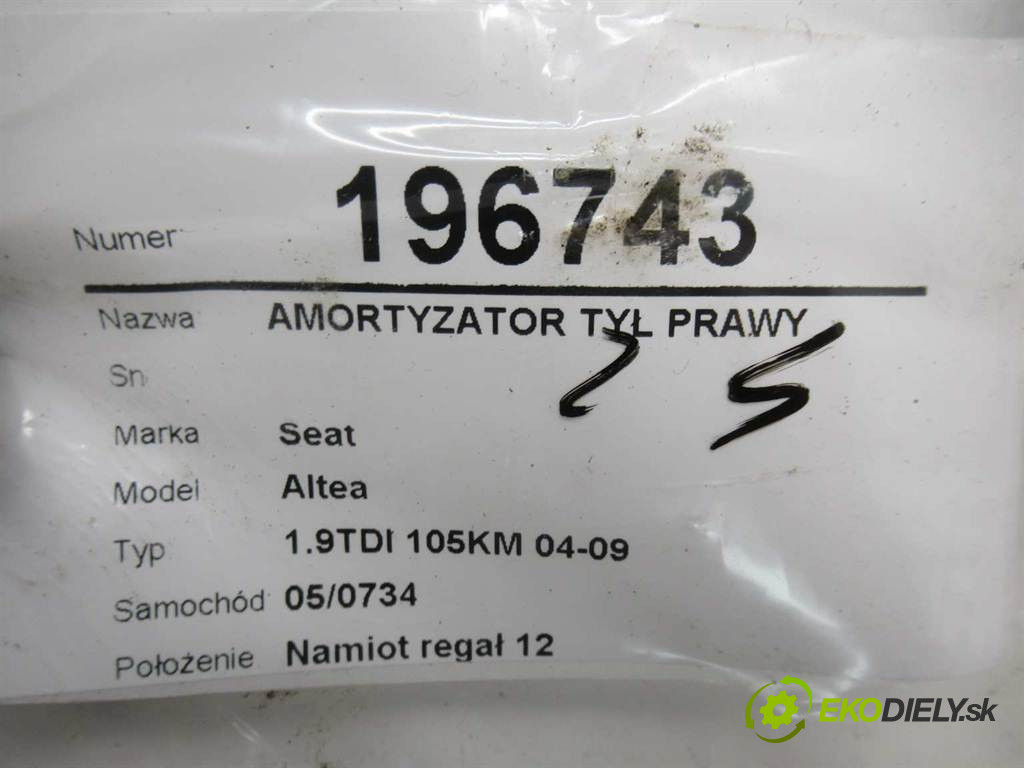 Numer 196743
Nazwa AMORTYZATOR TYŁ PRAWY
Sn
Marka Seat
Model Altea
Typ 1.9TDI 105KM 04-09
Samochód 05/0734
Położenie Namiot regał 12
EKODIELY.sk